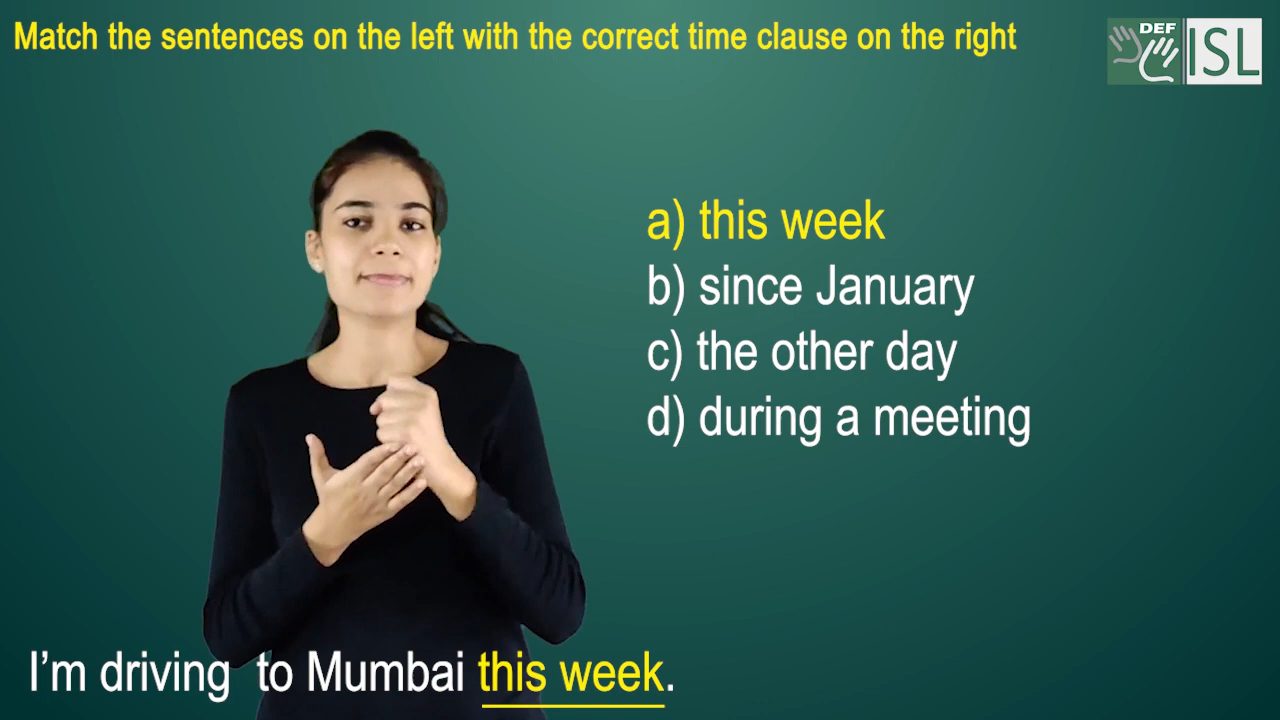 Match the sentences on the left with the correct time clause on the right
DEF
ISL
a) this week
b) since January
c) the other day
d) during a meeting
I'm driving  to Mumbai this week.